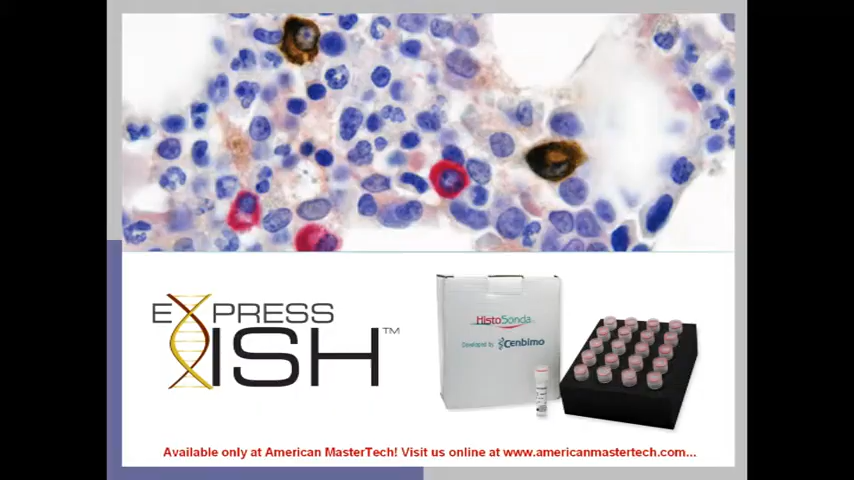 EXPRESS
ISH™
HistoSonda
Developed by Cenbimo
Available only at American MasterTech! Visit us online at www.americanmastertech.com...